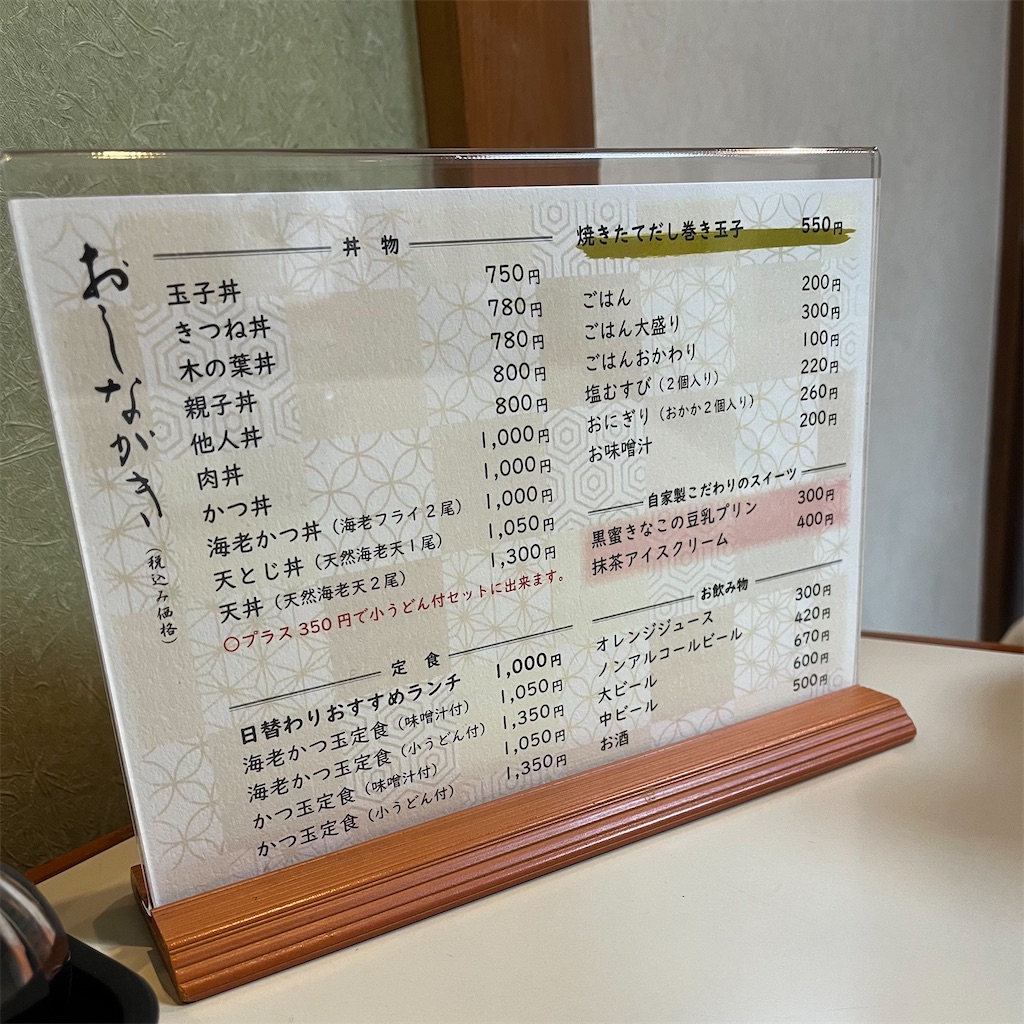 おしながき
(税込み価格)
丼 物
玉子丼 750円
きつね丼 780円
木の葉丼 780円
親子丼 800円
他人丼 800円
肉丼 1,000円
かつ丼 1,000円
海老かつ丼(海老フライ2尾) 1,000円
天とじ丼(天然海老天1尾) 1,050円
天丼(天然海老天2尾) 1,300円
〇プラス350円で小うどん付セットに出来ます。
定 食
日替わりおすすめランチ 1,000円
海老かつ玉定食(味噌汁付) 1,050円
海老かつ玉定食(小うどん付) 1,350円
かつ玉定食(味噌汁付) 1,050円
かつ玉定食(小うどん付) 1,350円
焼きたてだし巻き玉子 550円
ごはん 200円
ごはん大盛り 300円
ごはんおかわり 100円
塩むすび(2個入り) 220円
おにぎり(おかか2個入り) 260円
お味噌汁 200円
自家製こだわりのスイーツ
黒蜜きなこの豆乳プリン 300円
抹茶アイスクリーム 400円
お飲み物
オレンジジュース 300円
ノンアルコールビール 420円
大ビール 670円
中ビール 600円
お酒 500円